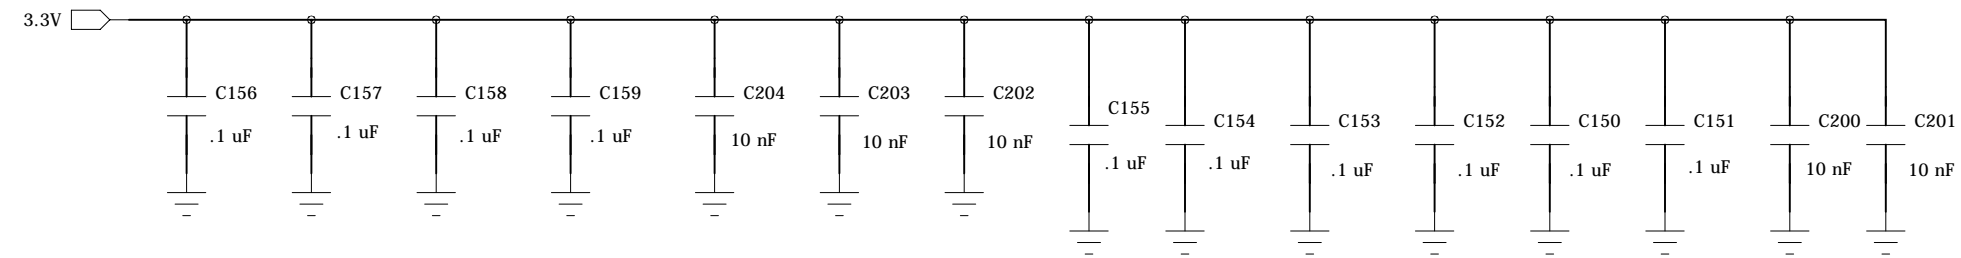 3.3V
C156
.1 uF
C157
.1 uF
C158
.1 uF
C159
.1 uF
C204
10 nF
C203
10 nF
C202
10 nF
C155
.1 uF
C154
.1 uF
C153
.1 uF
C152
.1 uF
C150
.1 uF
C151
.1 uF
C200
10 nF
C201
10 nF